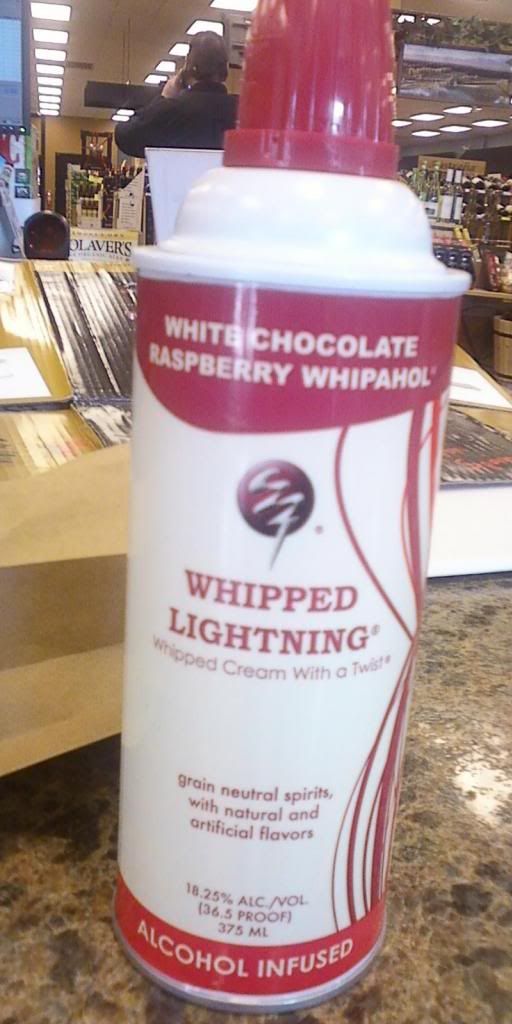 OLAVER'S
WHITE CHOCOLATE
RASPBERRY WHIPAHOL®
WHIPPED
LIGHTNING®
Whipped Cream With a Twist®
grain neutral spirits,
with natural and
artificial flavors
18.25% ALC./VOL.
(36.5 PROOF)
375 ML
ALCOHOL INFUSED